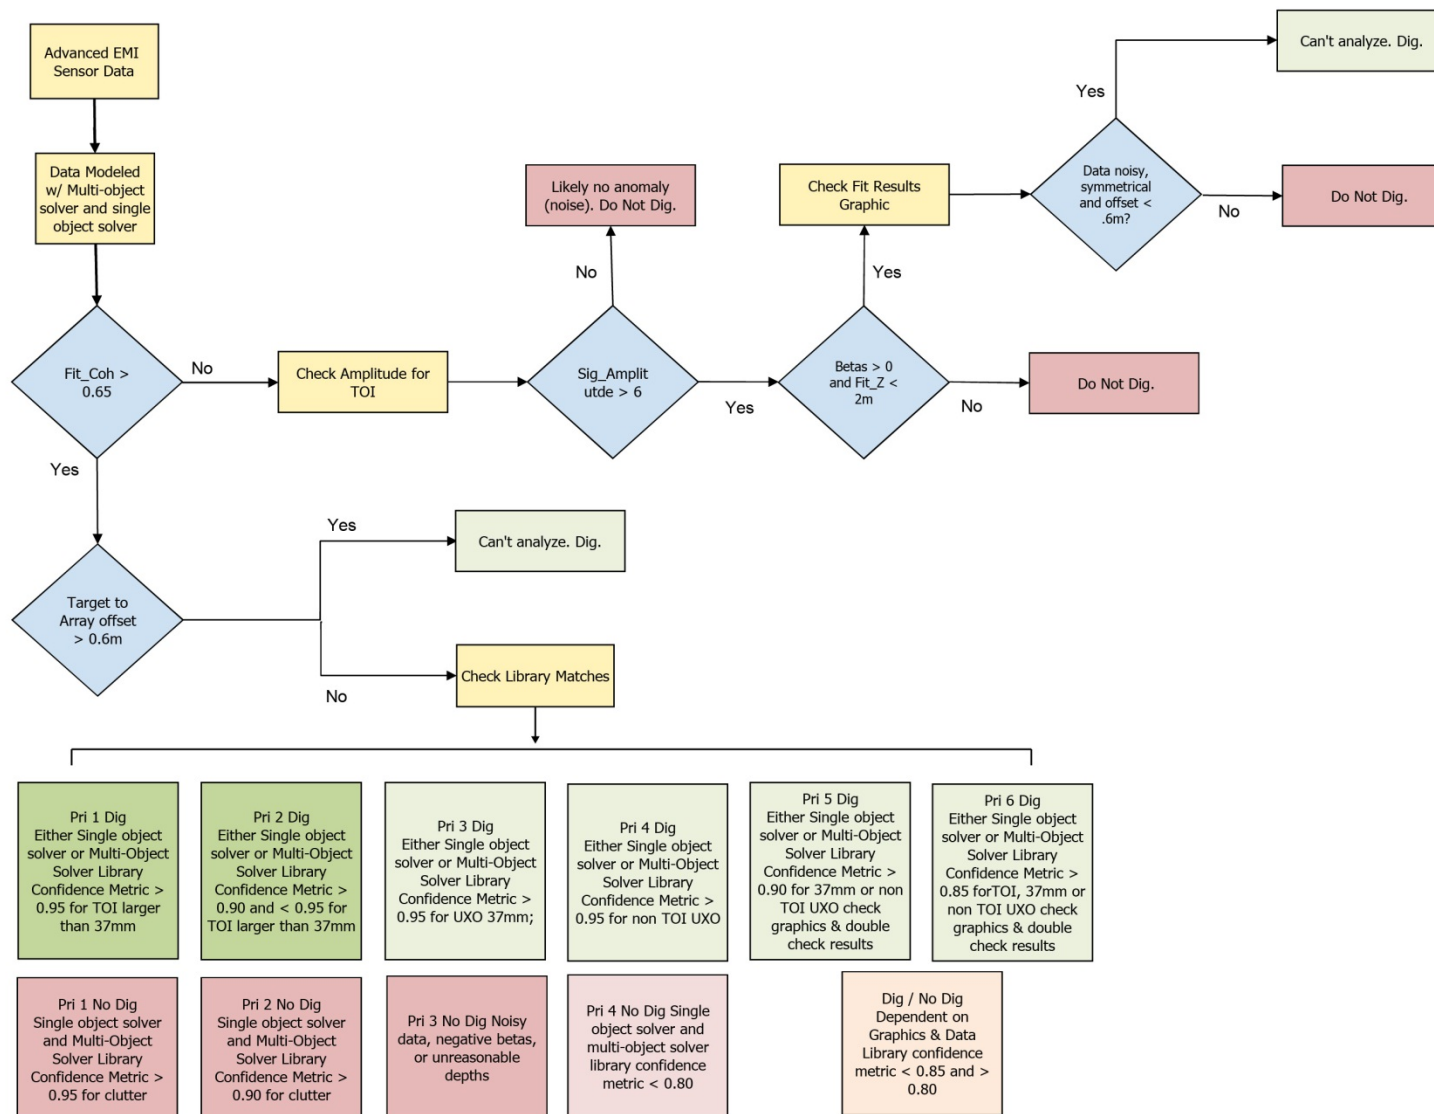 Advanced EMI
Sensor Data
Data Modeled
w/ Multi-object
solver and single
object solver
Fit_Coh >
0.65
No
Check Amplitude for
TOI
Sig_Amplit
utde > 6
No
Likely no anomaly
(noise). Do Not Dig.
Yes
Betas > 0
and Fit_Z <
2m
No
Do Not Dig.
Yes
Check Fit Results
Graphic
Data noisy,
symmetrical
and offset <
.6m?
Yes
Can't analyze. Dig.
No
Do Not Dig.
Yes
Target to
Array offset
> 0.6m
Yes
Can't analyze. Dig.
No
Check Library Matches
Pri 1 Dig
Either Single object
solver or Multi-Object
Solver Library
Confidence Metric >
0.95 for TOI larger
than 37mm
Pri 2 Dig
Either Single object
solver or Multi-Object
Solver Library
Confidence Metric >
0.90 and < 0.95 for
TOI larger than 37mm
Pri 3 Dig
Either Single object
solver or Multi-Object
Solver Library
Confidence Metric >
0.95 for UXO 37mm;
Pri 4 Dig
Either Single object
solver or Multi-Object
Solver Library
Confidence Metric >
0.95 for non TOI UXO
Pri 5 Dig
Either Single object
solver or Multi-Object
Solver Library
Confidence Metric >
0.90 for 37mm or non
TOI UXO check
graphics & double
check results
Pri 6 Dig
Either Single object
solver or Multi-Object
Solver Library
Confidence Metric >
0.85 forTOI, 37mm or
non TOI UXO check
graphics & double
check results
Pri 1 No Dig
Single object solver
and Multi-Object
Solver Library
Confidence Metric >
0.95 for clutter
Pri 2 No Dig
Single object solver
and Multi-Object
Solver Library
Confidence Metric >
0.90 for clutter
Pri 3 No Dig Noisy
data, negative betas,
or unreasonable
depths
Pri 4 No Dig Single
object solver and
multi-object solver
library confidence
metric < 0.80
Dig / No Dig
Dependent on
Graphics & Data
Library confidence
metric < 0.85 and >
0.80